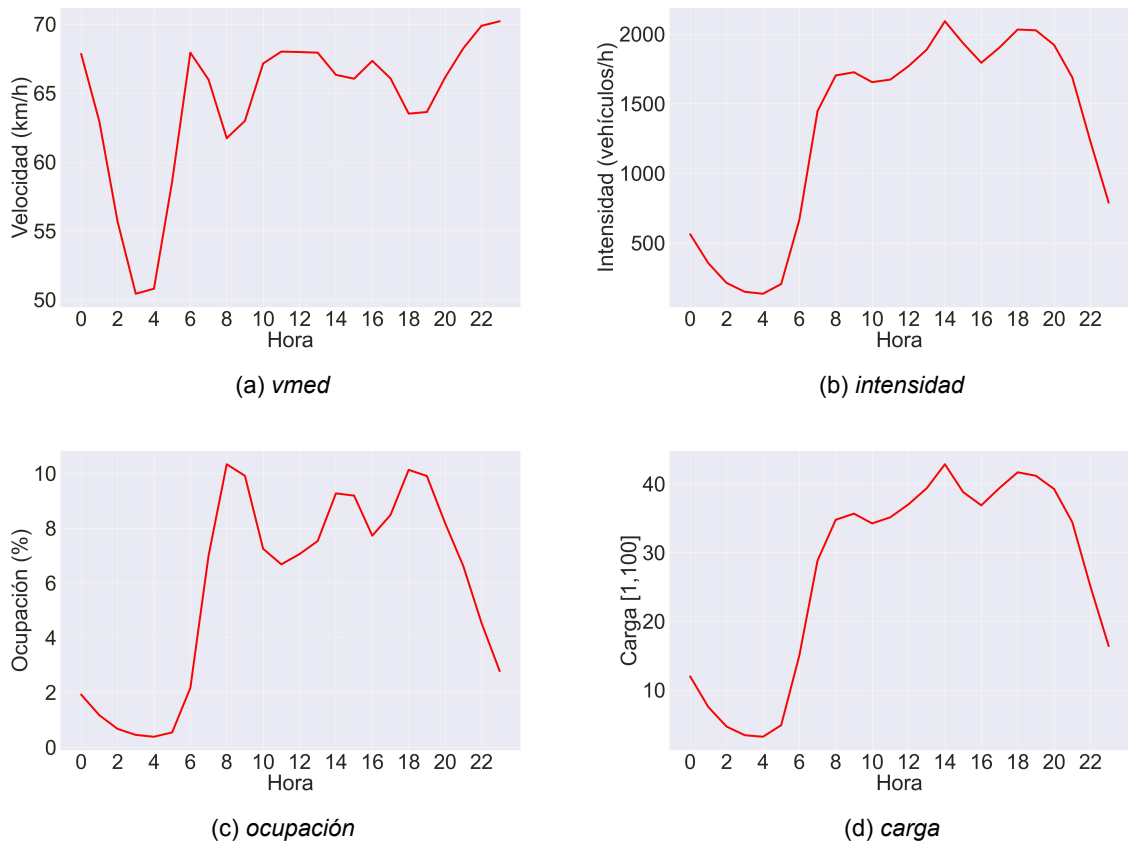 70
65
60
55
50
Velocidad (km/h)
0 2 4 6 8 10 12 14 16 18 20 22
Hora
(a) vmed
2000
1500
1000
500
Intensidad (vehículos/h)
0 2 4 6 8 10 12 14 16 18 20 22
Hora
(b) intensidad
10
8
6
4
2
0
Ocupación (%)
0 2 4 6 8 10 12 14 16 18 20 22
Hora
(c) ocupación
40
30
20
10
Carga [1,100]
0 2 4 6 8 10 12 14 16 18 20 22
Hora
(d) carga